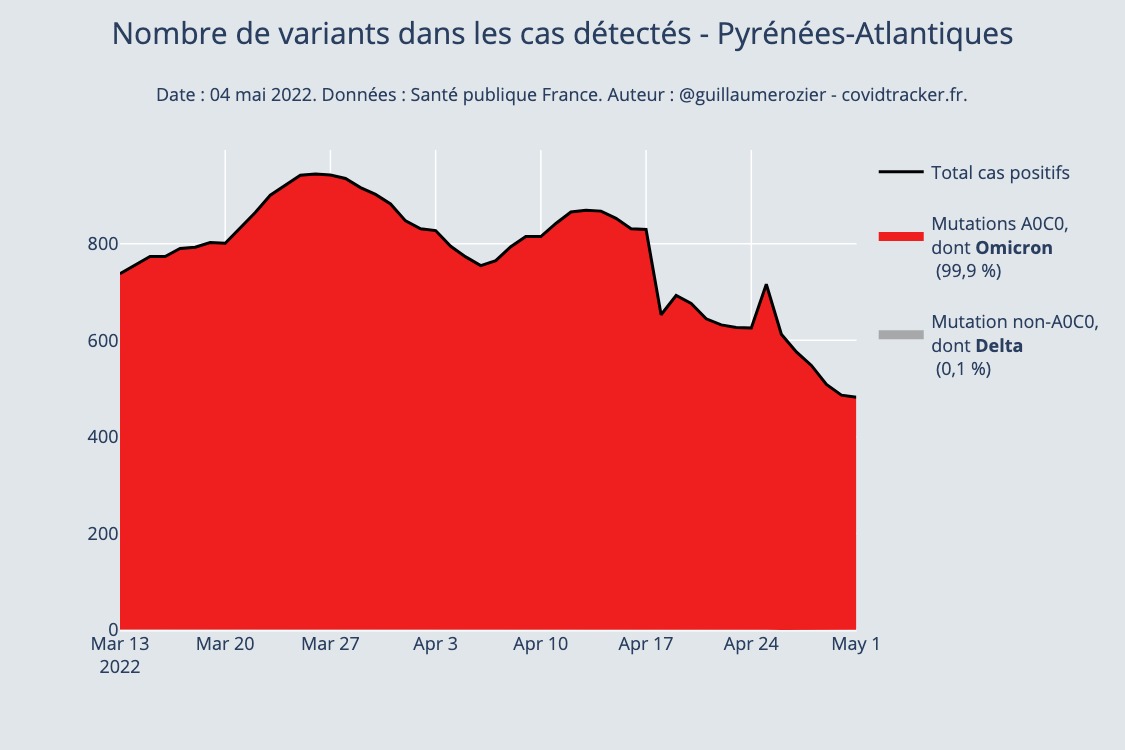 Nombre de variants dans les cas détectés - Pyrénées-Atlantiques
Date : 04 mai 2022. Données : Santé publique France. Auteur : @guillaumerozier - covidtracker.fr.
Total cas positifs
Mutations A0C0,
dont Omicron
(99,9 %)
Mutation non-A0C0,
dont Delta
(0,1 %)
800
600
400
200
0
Mar 13
2022
Mar 20
Mar 27
Apr 3
Apr 10
Apr 17
Apr 24
May 1